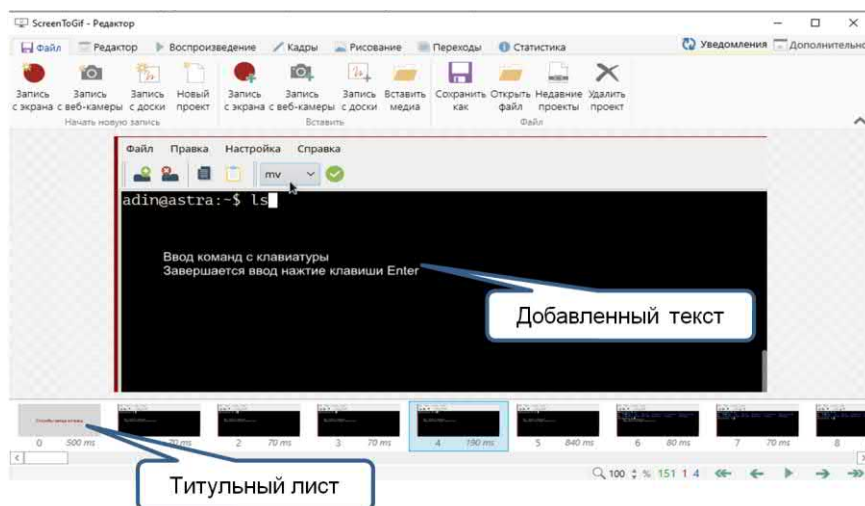 ScreenToGif - Редактор
Файл Редактор Воспроизведение Кадры Рисование Переходы Статистика Уведомления Дополнительно
Запись с экрана Запись с веб-камеры Запись с доски Новый проект Запись с экрана Запись с веб-камеры Запись с доски Вставить медиа Сохранить как Открыть файл Недавние проекты Удалить проект
Начать новую запись Вставить Файл
Файл Правка Настройка Справка
mv
adin@astra:~$ ls
Ввод команд с клавиатуры
Завершается ввод нажтие клавиши Enter
Добавленный текст
0 500 ms 70 ms 2 70 ms 3 70 ms 4 190 ms 5 840 ms 6 80 ms 7 70 ms 8
Титульный лист
100 % 151 1 4